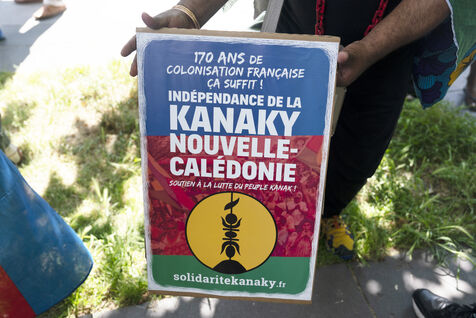 170 ANS DE
COLONISATION FRANÇAISE
ÇA SUFFIT !
INDÉPENDANCE DE LA
KANAKY
NOUVELLE-
CALÉDONIE
SOUTIEN A LA LUTTE DU PEUPLE KANAK !
solidaritekanaky.fr